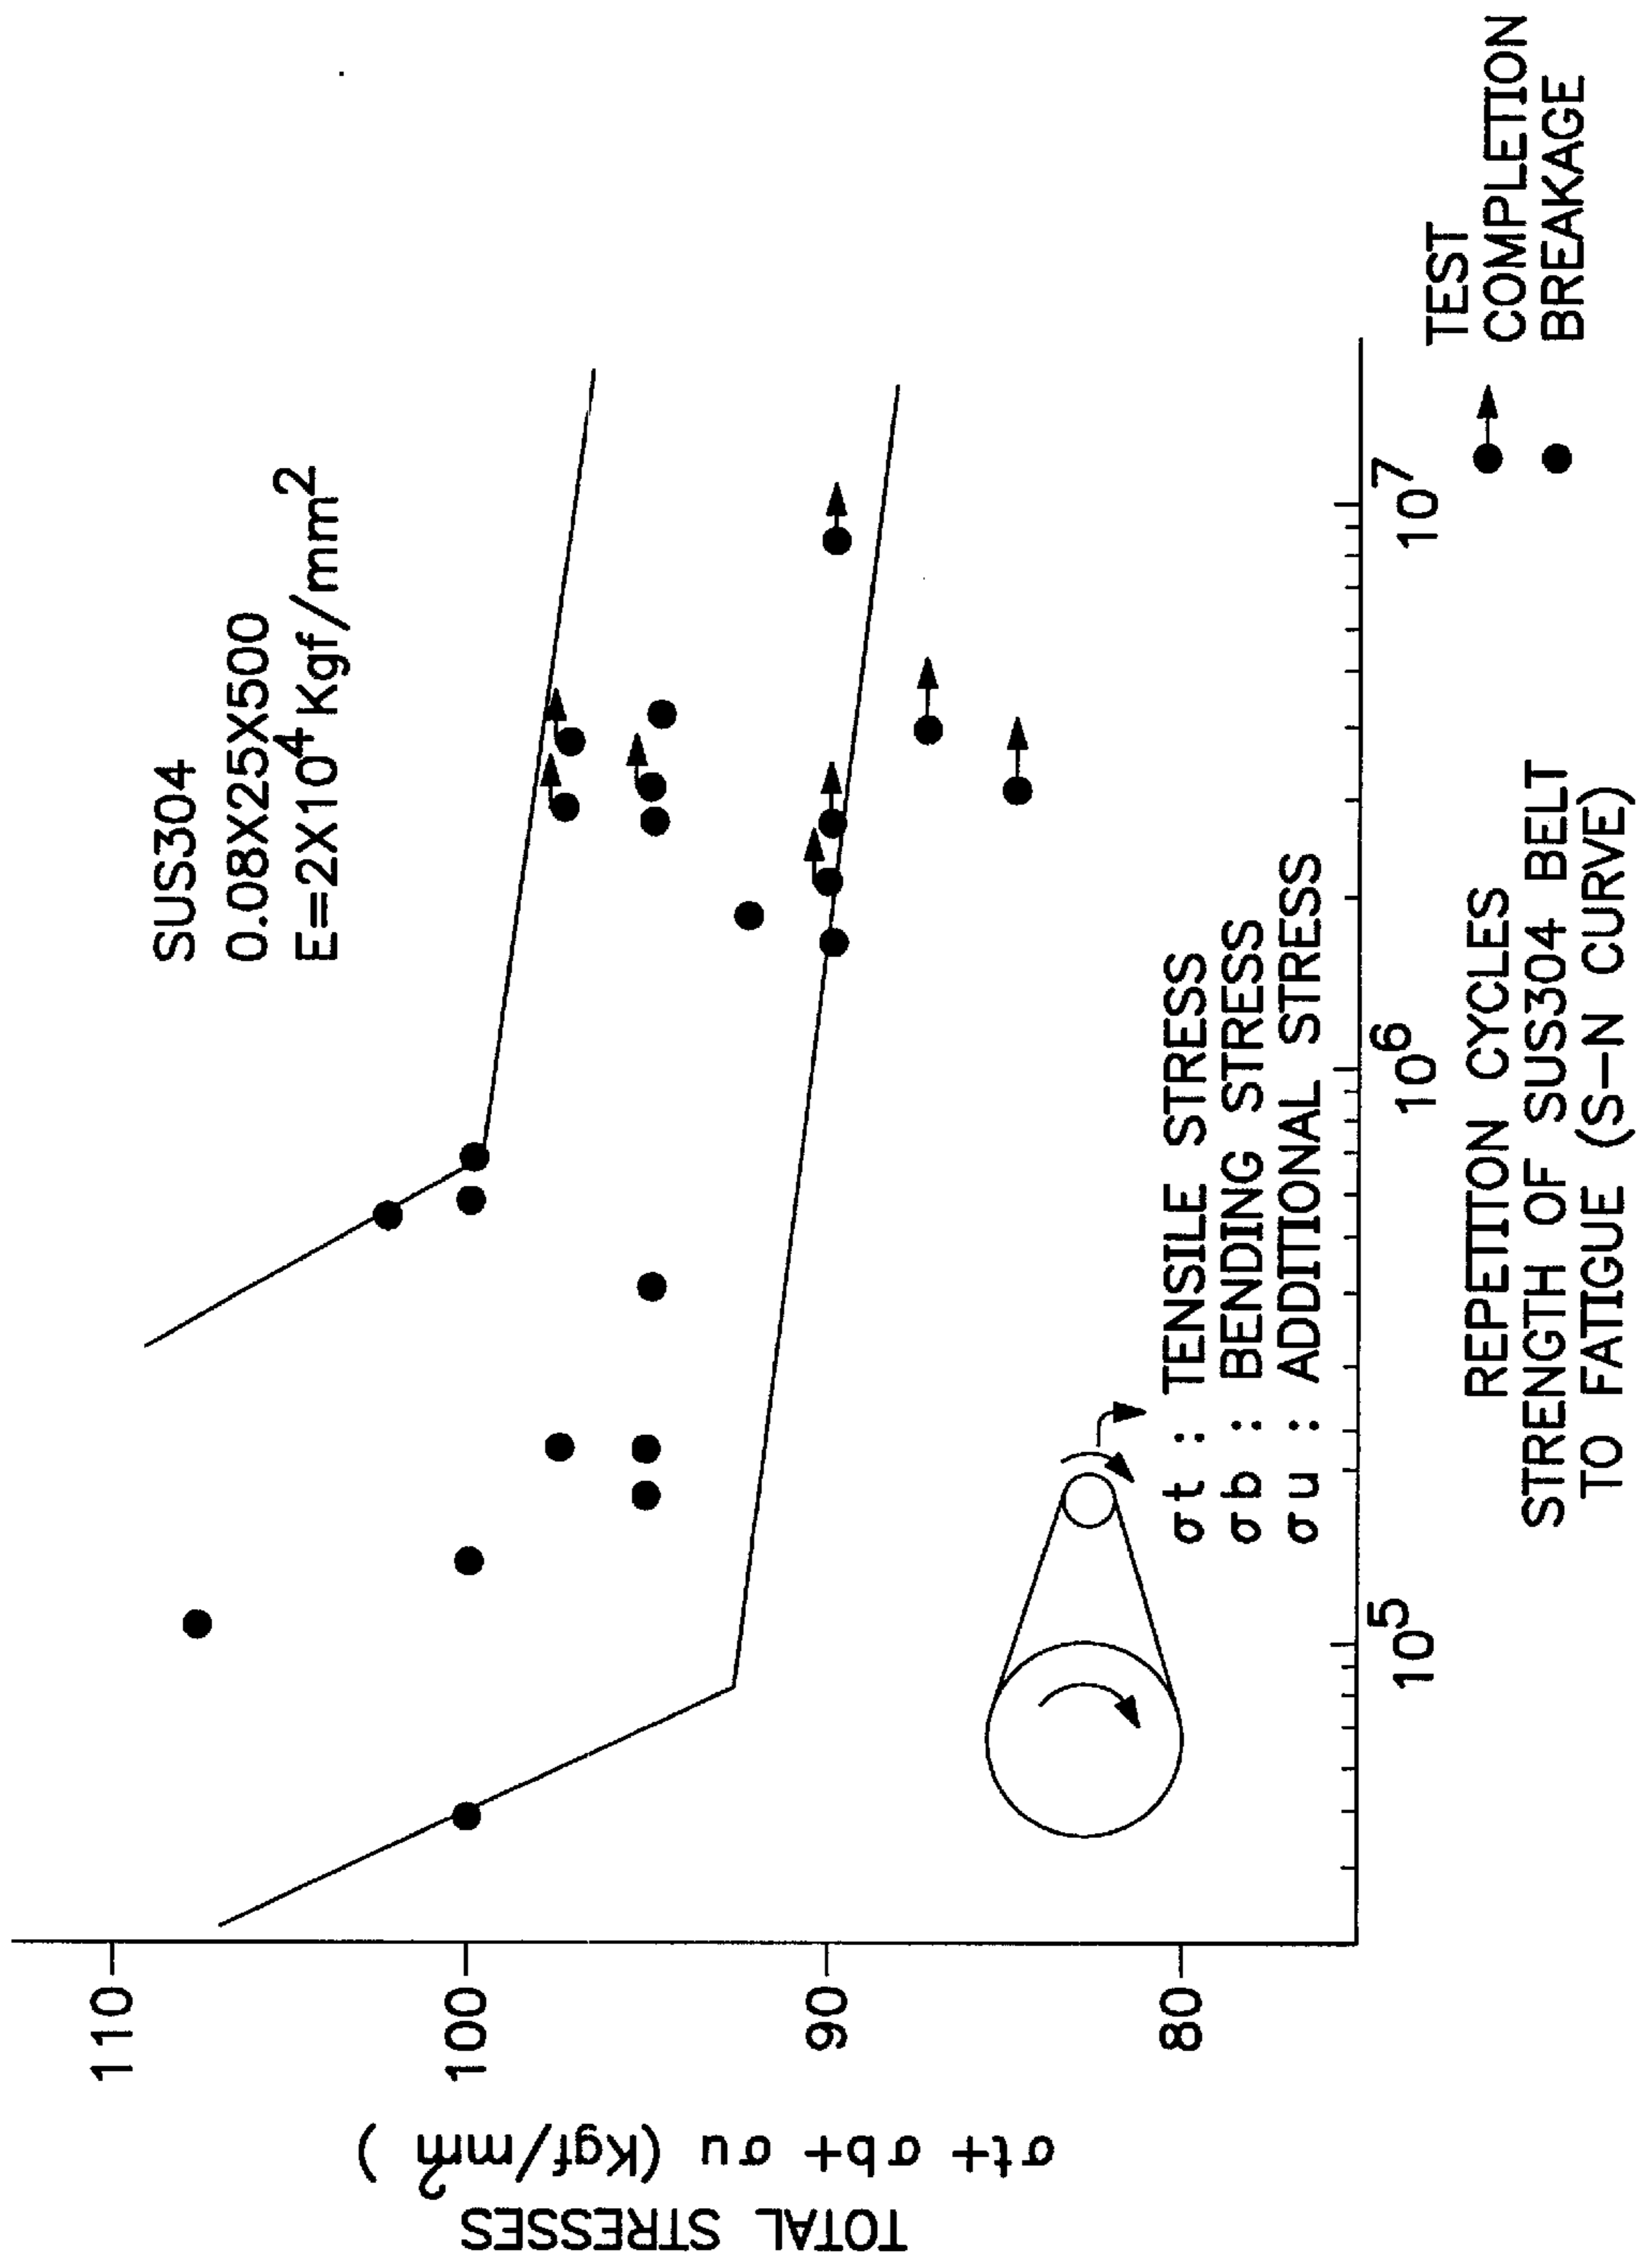 SUS304
0.08X25X500
E=2X10⁴Kgf/mm²
TOTAL STRESSES
σt+ σb+ σu (Kgf/mm²)
110
100
90
80
σt : TENSILE STRESS
σb : BENDING STRESS
σu : ADDITIONAL STRESS
10⁵
10⁶
10⁷
REPETITION CYCLES
STRENGTH OF SUS304 BELT
TO FATIGUE (S-N CURVE)
TEST
COMPLETION
BREAKAGE